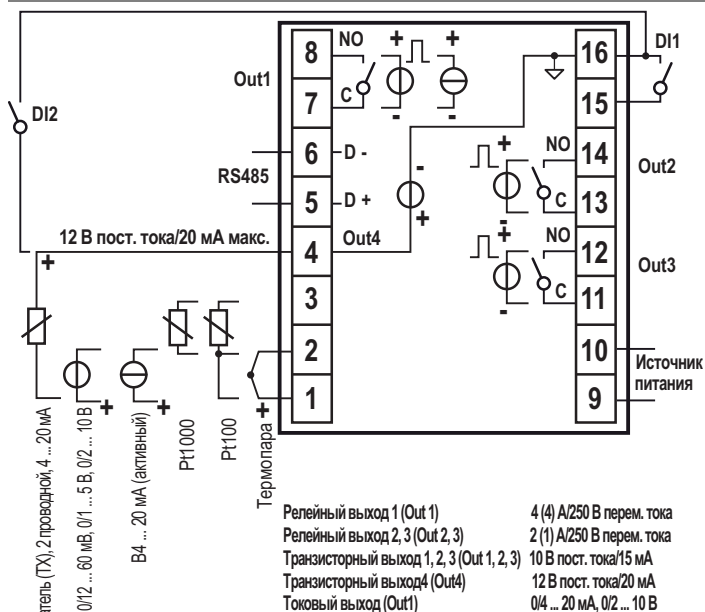 8 NO + + 16 DI1
Out1
7 C - - 15
DI2
6 D - + NO 14
RS485 - Out2
5 D + + - C 13
12 В пост. тока/20 мА макс. 4 Out4 + NO 12
+ Out3
3 - C 11
2 10 Источник питания
1 9
+ + +
(TX), 2 проводной, 4 ... 20 мА
0/12 ... 60 мВ, 0/1 ... 5 В, 0/2 ... 10 В
В4 ... 20 мА (активный)
Pt1000
Pt100
Термопара
Релейный выход 1 (Out 1) 4 (4) А/250 В перем. тока
Релейный выход 2, 3 (Out 2, 3) 2 (1) А/250 В перем. тока
Транзисторный выход 1, 2, 3 (Out 1, 2, 3) 10 В пост. тока/15 мА
Транзисторный выход4 (Out4) 12 В пост. тока/20 мА
Токовый выход (Out1) 0/4 ... 20 мА, 0/2 ... 10 В